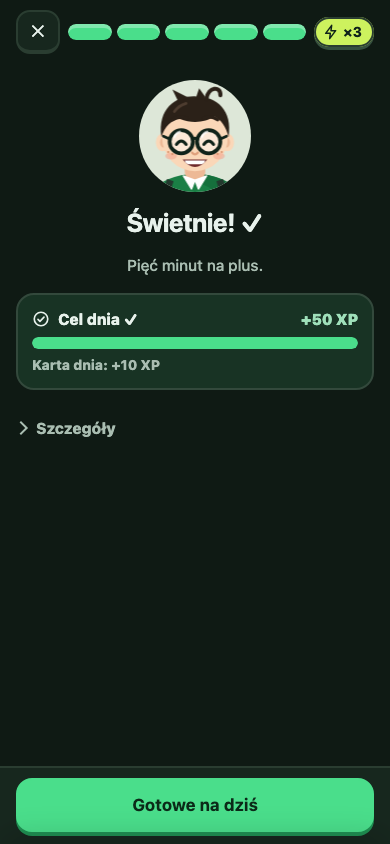 ×3
Świetnie! ✓
Pięć minut na plus.
Cel dnia ✓ +50 XP
Karta dnia: +10 XP
Szczegóły
Gotowe na dziś